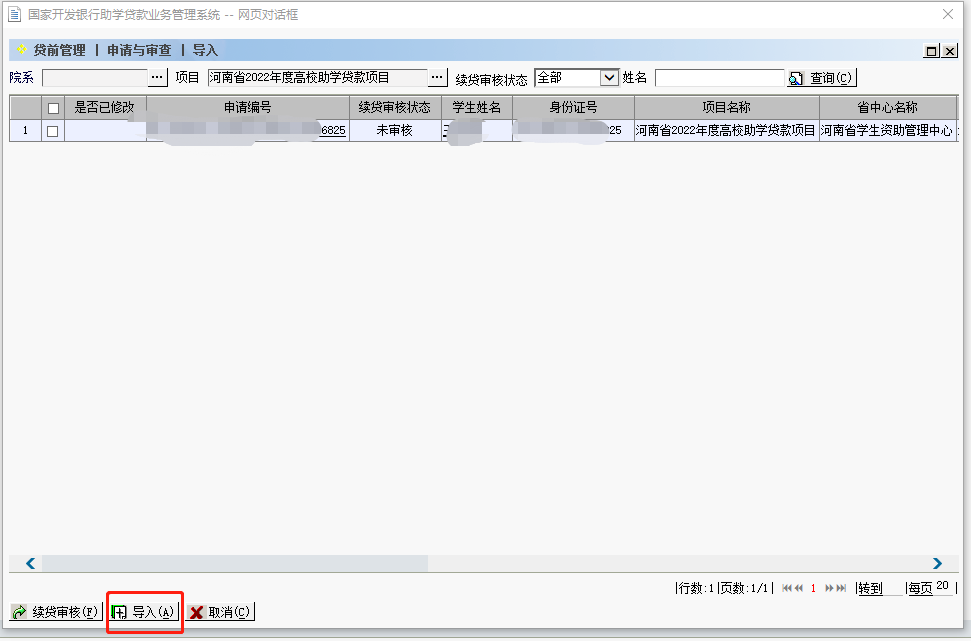 国家开发银行助学贷款业务管理系统 -- 网页对话框
贷前管理 | 申请与审查 | 导入
院系 ... 项目 河南省2022年度高校助学贷款项目 ... 续贷审核状态 全部 姓名 查询(C)
是否已修改 申请编号 续贷审核状态 学生姓名 身份证号 项目名称 省中心名称
1 6825 未审核 25 河南省2022年度高校助学贷款项目 河南省学生资助管理中心
|行数:1|页数:1/1| 1 |转到 |每页 20 |
续贷审核(F) 导入(A) 取消(C)